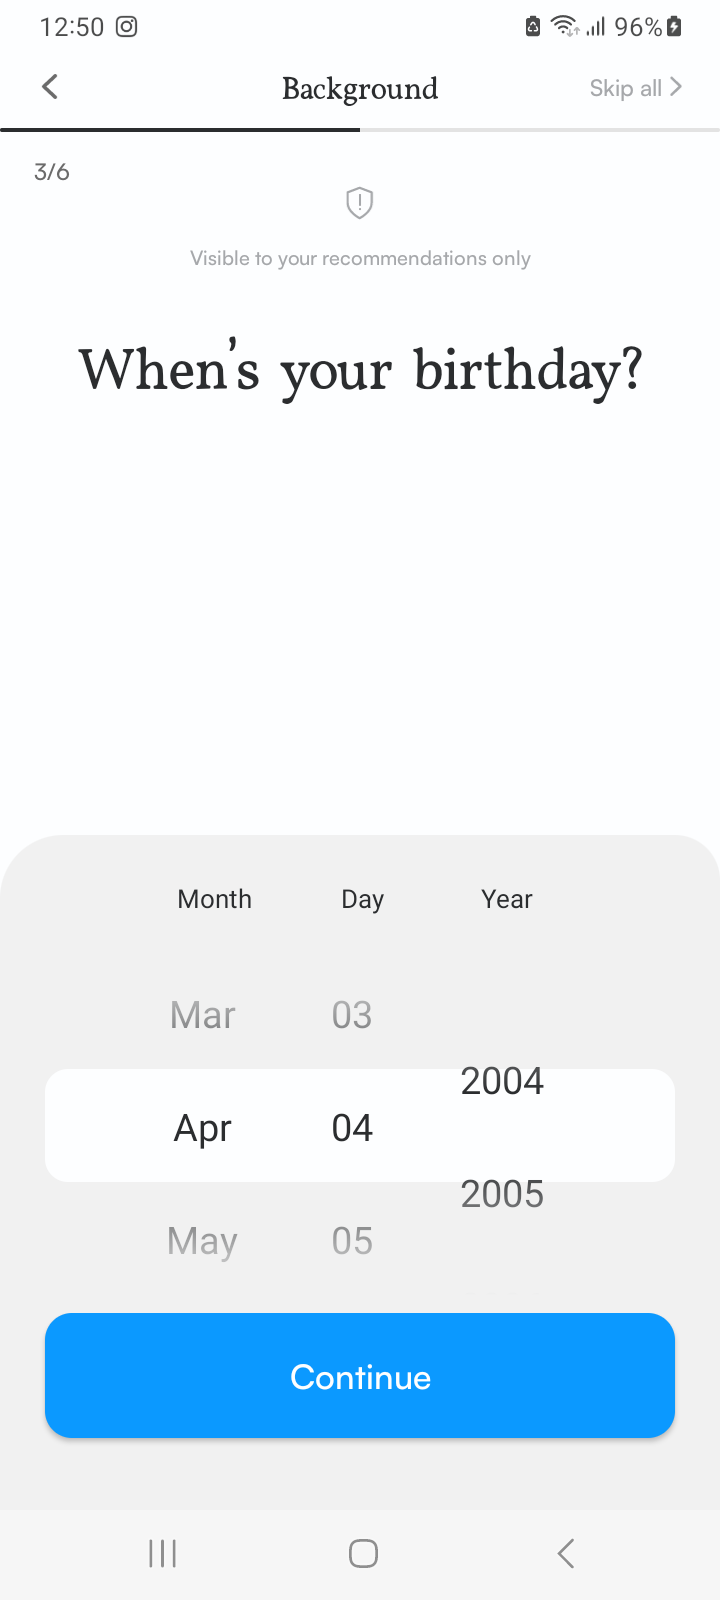 12:50 96%
Background Skip all
3/6
Visible to your recommendations only
When's your birthday?
Month Day Year
Mar 03
2004
Apr 04
2005
May 05
Continue